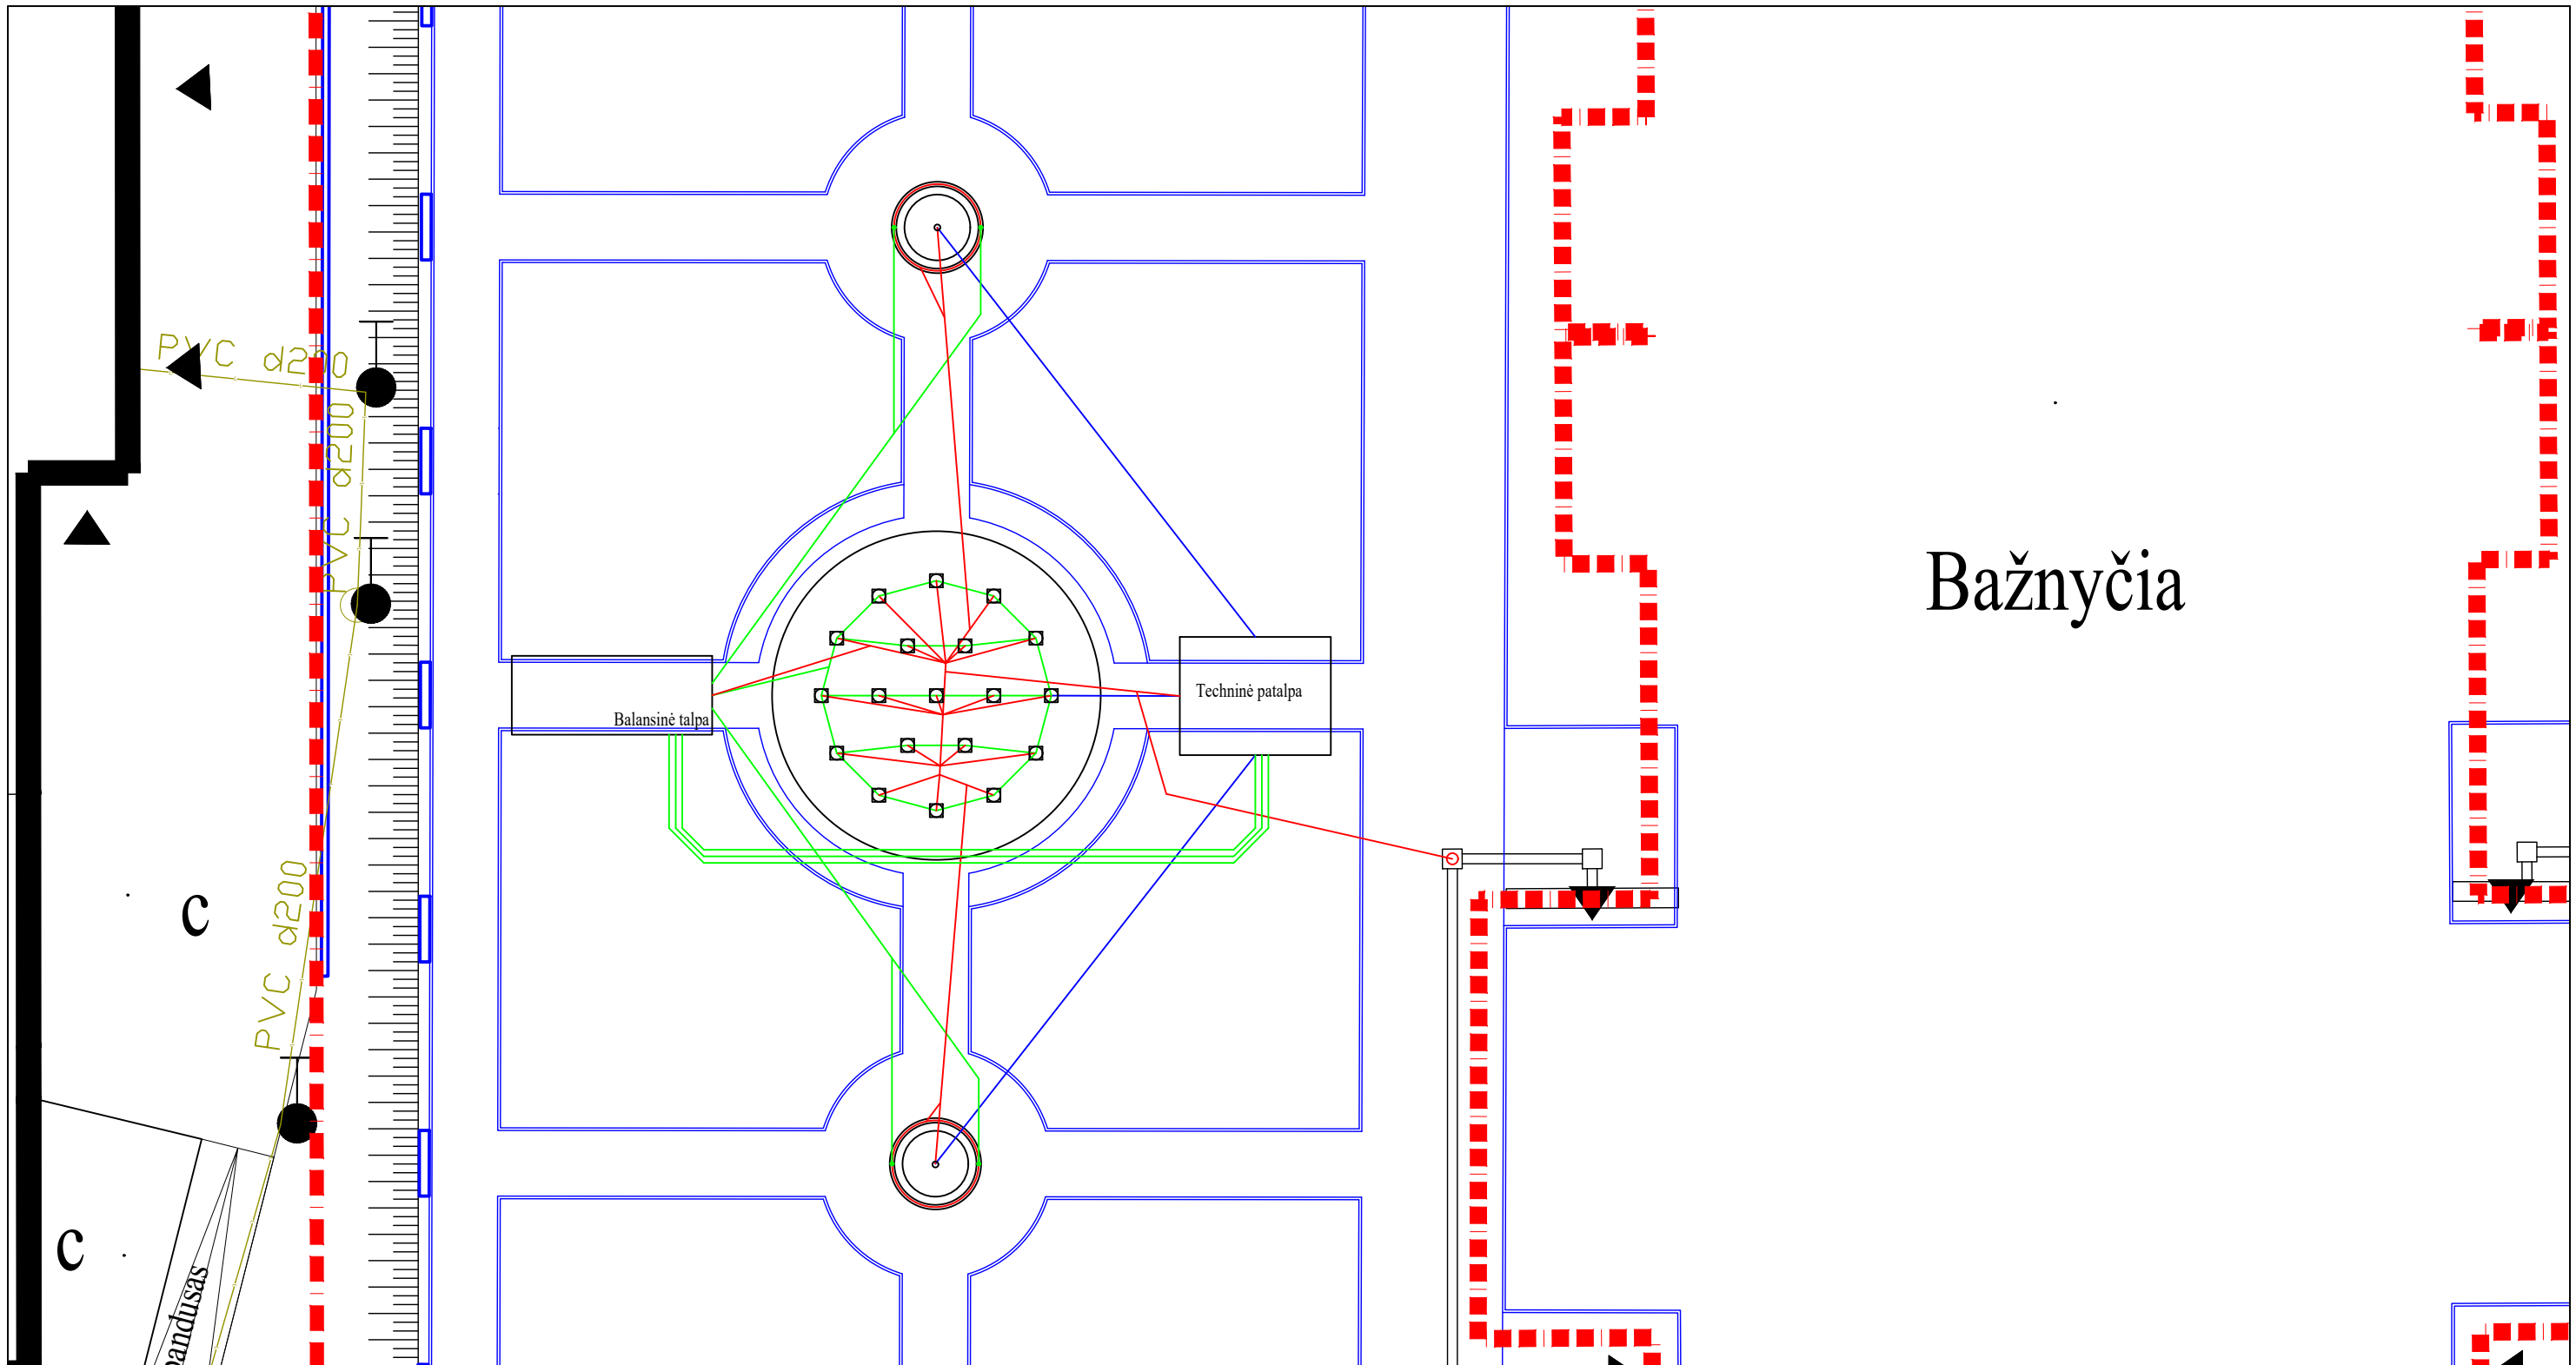 PVC d200
PVC d200
Bažnyčia
Techninė patalpa
Balansinė talpa
PVC d200
c
c
pandusas